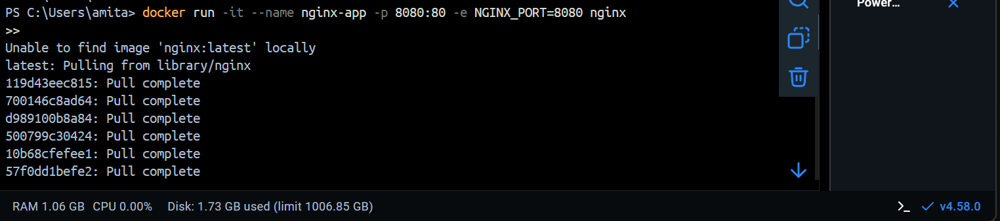 PS C:\Users\amita> docker run -it --name nginx-app -p 8080:80 -e NGINX_PORT=8080 nginx
>>
Unable to find image 'nginx:latest' locally
latest: Pulling from library/nginx
119d43eec815: Pull complete
700146c8ad64: Pull complete
d989100b8a84: Pull complete
500799c30424: Pull complete
10b68cfefee1: Pull complete
57f0dd1befe2: Pull complete
Power...
RAM 1.06 GB CPU 0.00% Disk: 1.73 GB used (limit 1006.85 GB)
v4.58.0